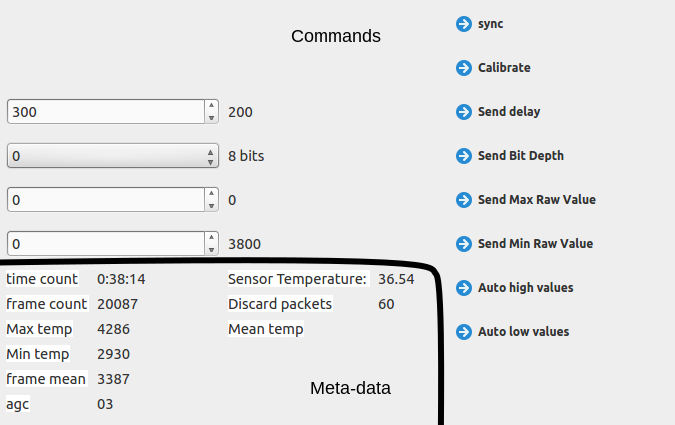 Commands
sync
Calibrate
300 200 Send delay
0 8 bits Send Bit Depth
0 0 Send Max Raw Value
0 3800 Send Min Raw Value
time count 0:38:14 Sensor Temperature: 36.54
frame count 20087 Discard packets 60
Max temp 4286 Mean temp
Min temp 2930
frame mean 3387
agc 03
Meta-data
Auto high values
Auto low values